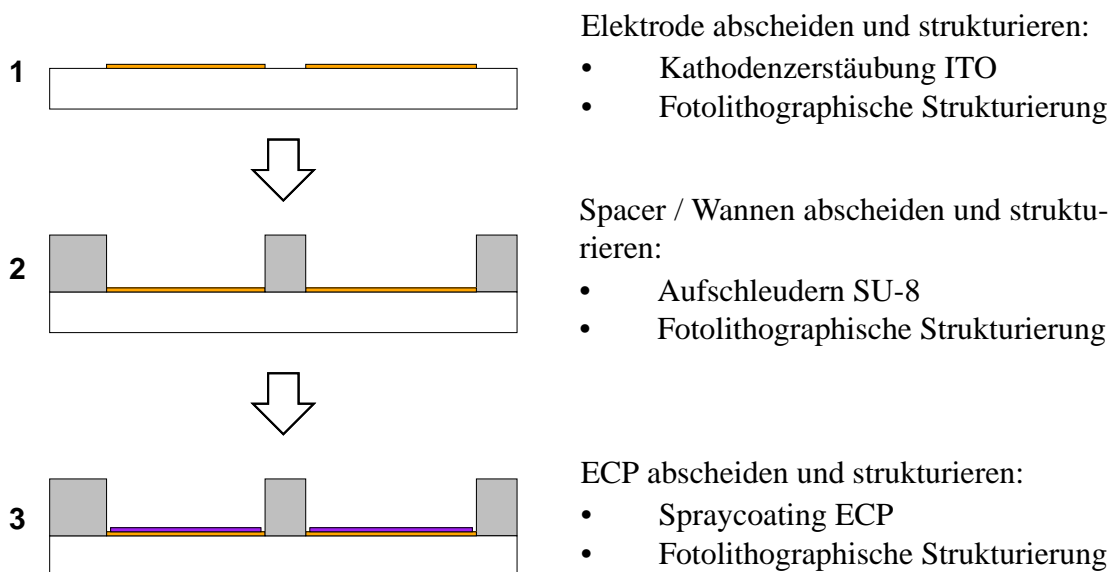 Elektrode abscheiden und strukturieren:
1
• Kathodenzerstäubung ITO
• Fotolithographische Strukturierung
Spacer / Wannen abscheiden und struktu-
rieren:
2
• Aufschleudern SU-8
• Fotolithographische Strukturierung
ECP abscheiden und strukturieren:
3
• Spraycoating ECP
• Fotolithographische Strukturierung